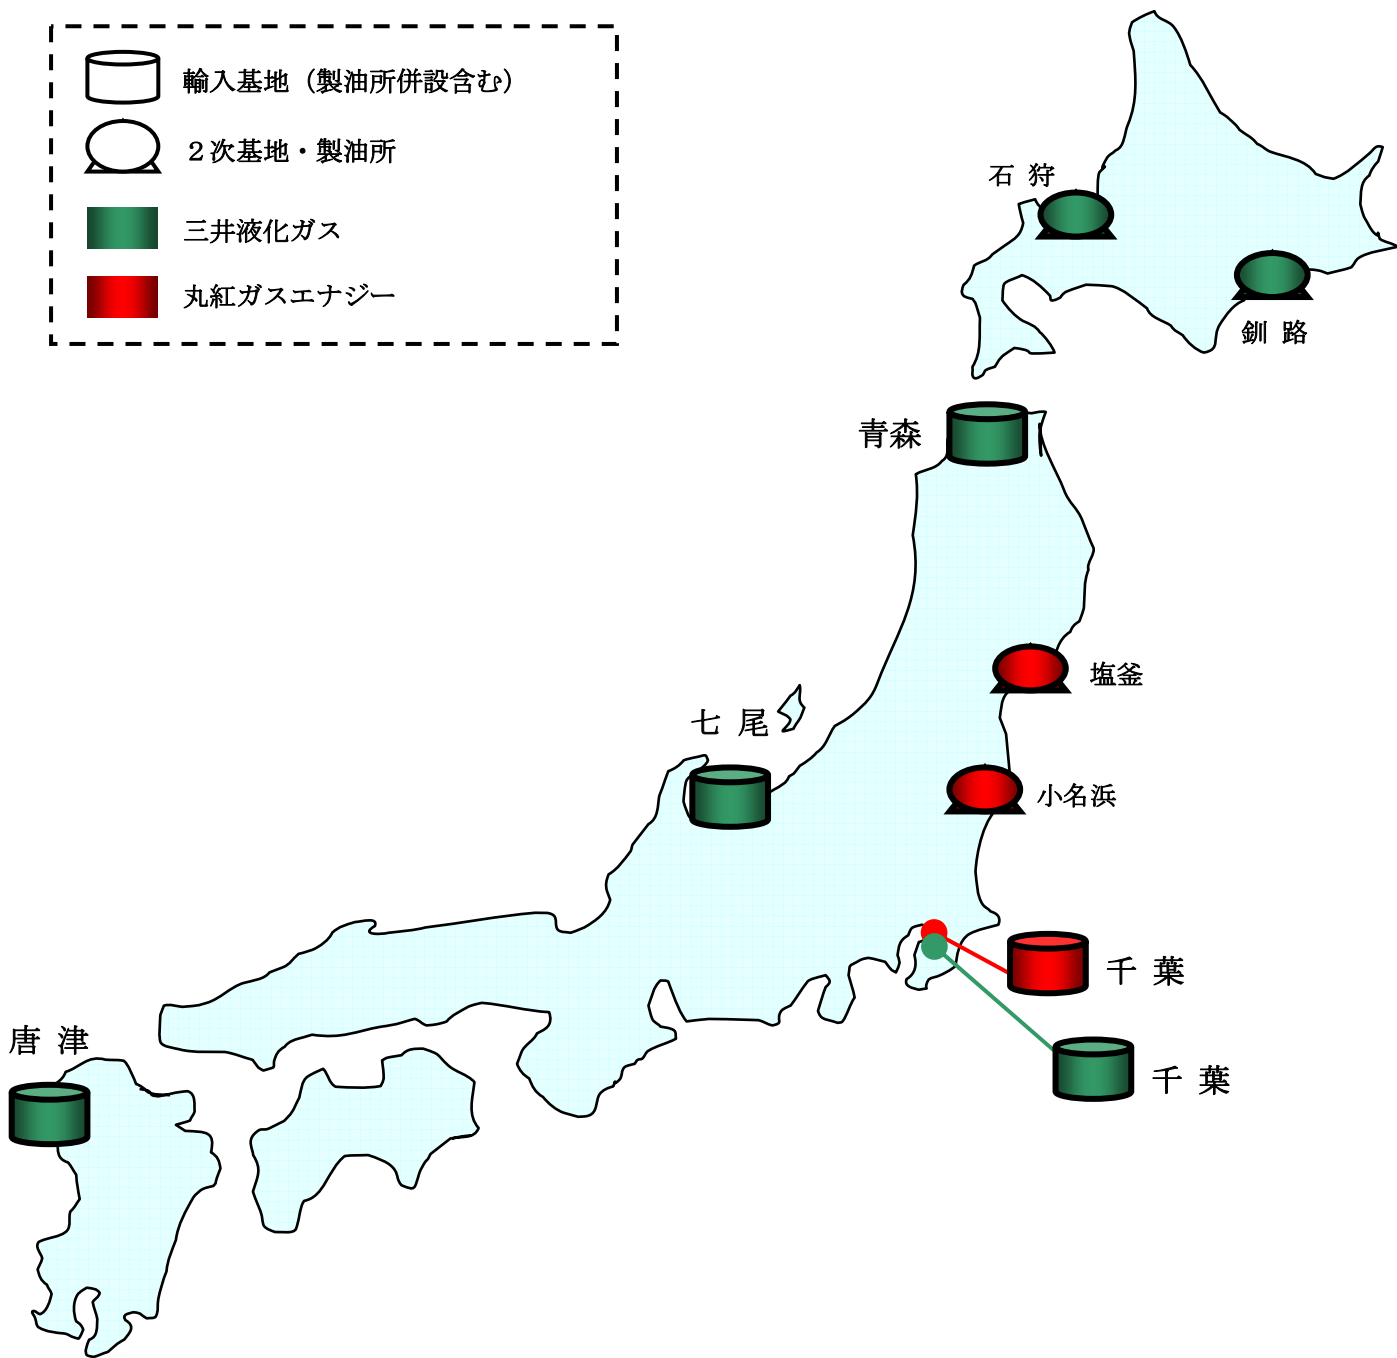 輸入基地（製油所併設含む）
２次基地・製油所
三井液化ガス
丸紅ガスエナジー
石 狩
釧 路
青森
塩釜
七 尾
小名浜
千 葉
唐 津
千 葉